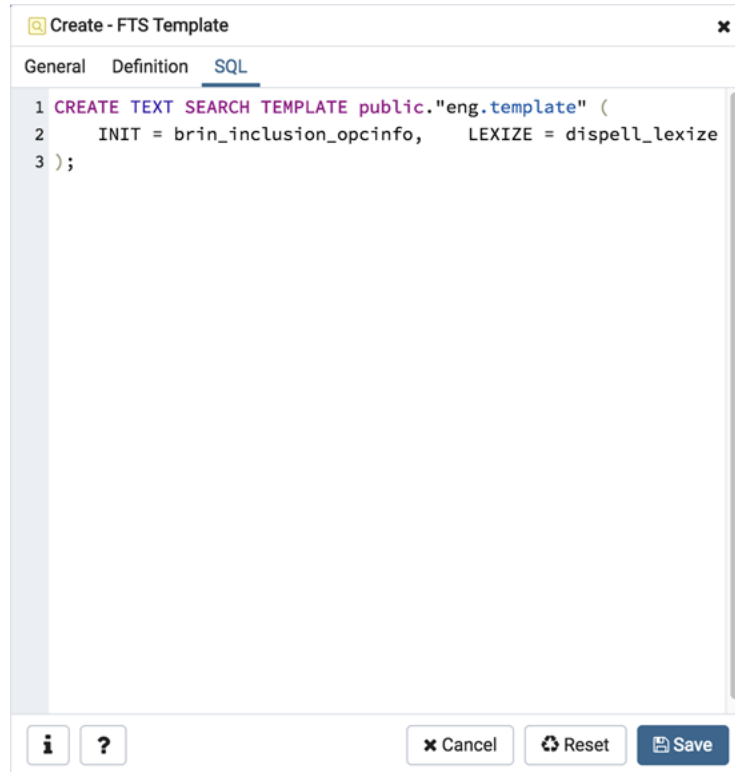 Create - FTS Template
General Definition SQL
1 CREATE TEXT SEARCH TEMPLATE public."eng.template" (
2 INIT = brin_inclusion_opcinfo, LEXIZE = dispell_lexize
3 );
i ? Cancel Reset Save